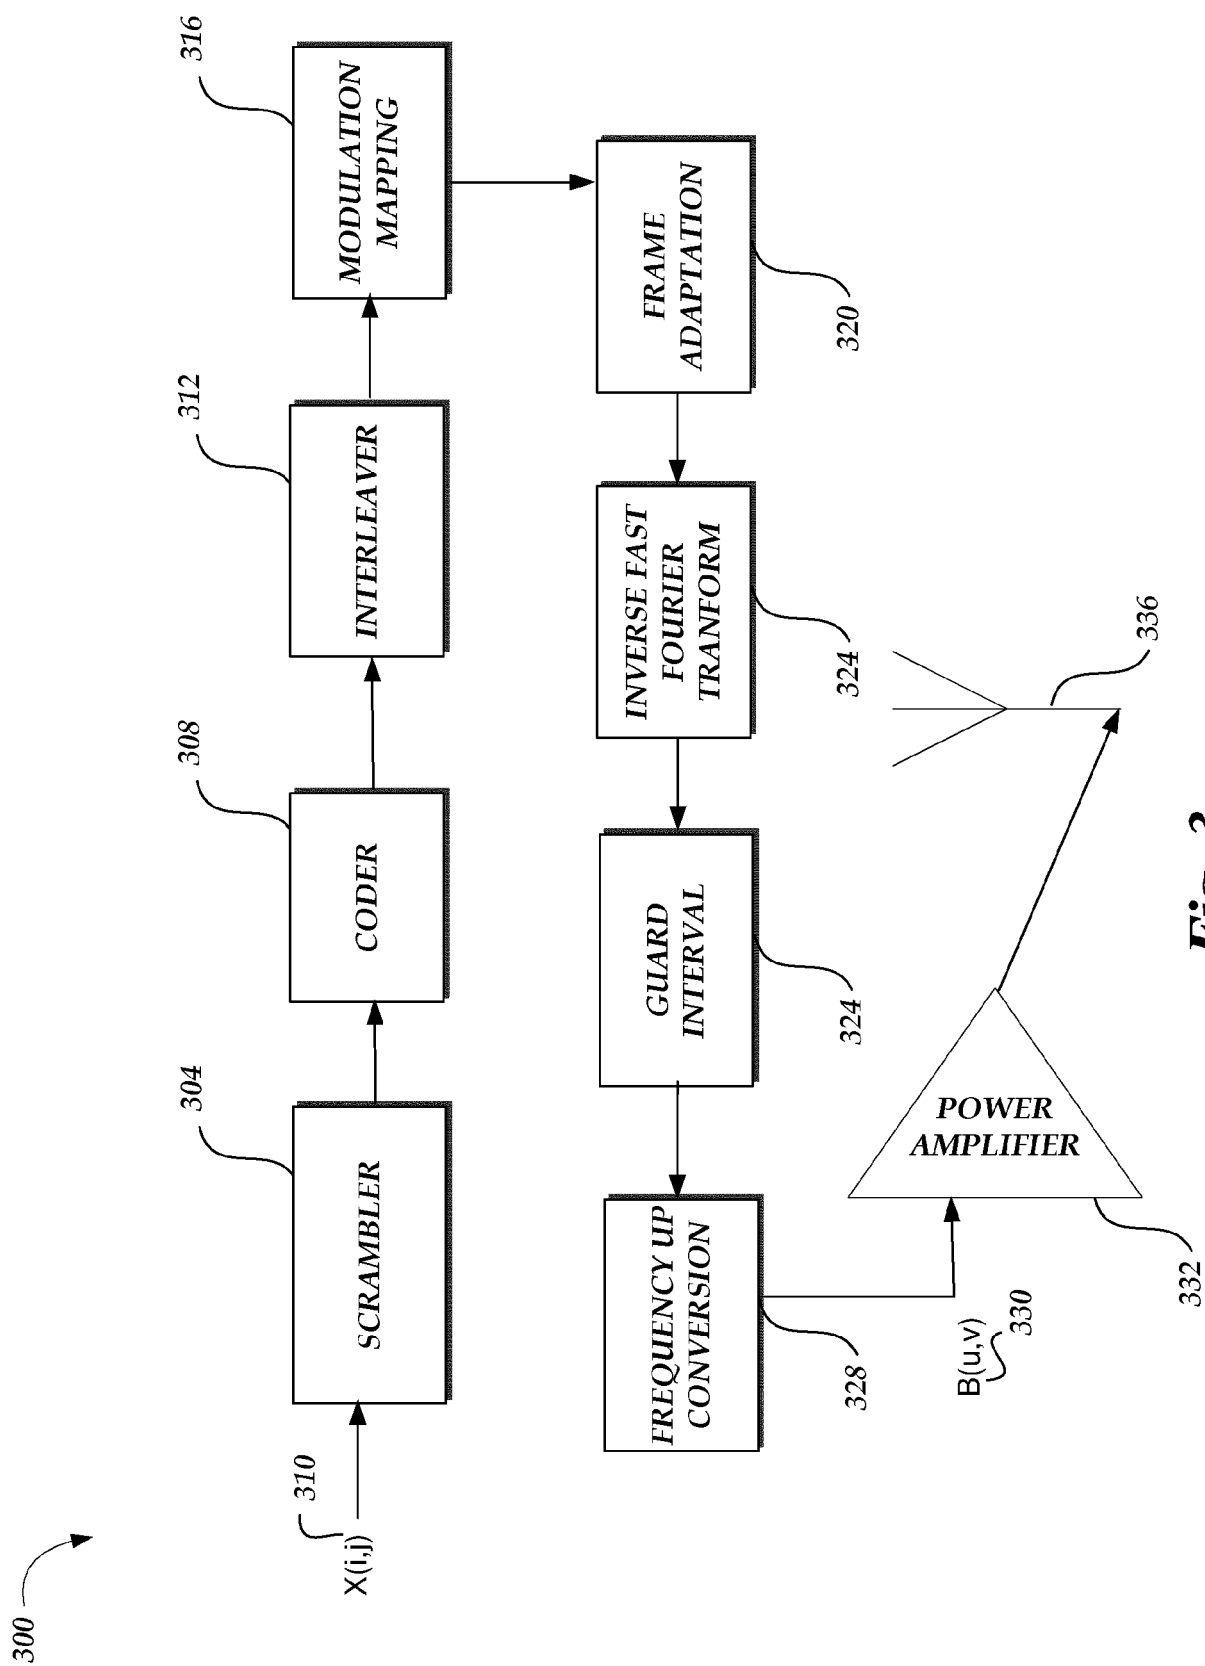 300
X(i,j)
310
SCRAMBLER
304
CODER
308
INTERLEAVER
312
MODULATION
MAPPING
316
FRAME
ADAPTATION
320
INVERSE FAST
FOURIER
TRANFORM
324
GUARD
INTERVAL
324
FREQUENCY UP
CONVERSION
328
B(u,v)
330
POWER
AMPLIFIER
332
336